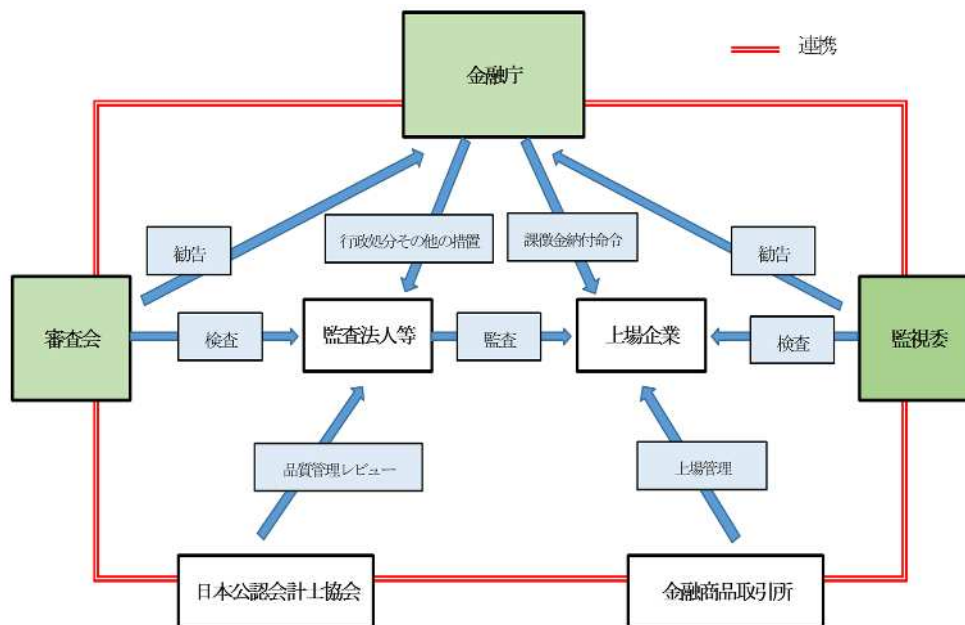 連携
金融庁
勧告
行政処分その他の措置
課徴金納付命令
勧告
審査会
検査
監査法人等
監査
上場企業
検査
監視委
品質管理レビュー
上場管理
日本公認会計士協会
金融商品取引所